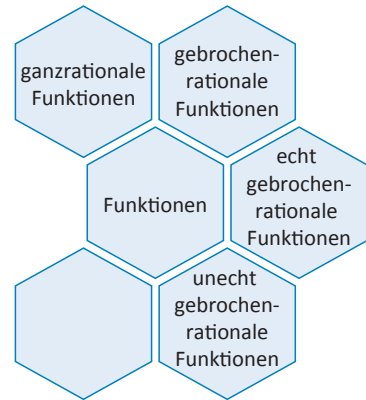 ganzrationale
Funktionen
gebrochen-
rationale
Funktionen
Funktionen
echt
gebrochen-
rationale
Funktionen
unecht
gebrochen-
rationale
Funktionen